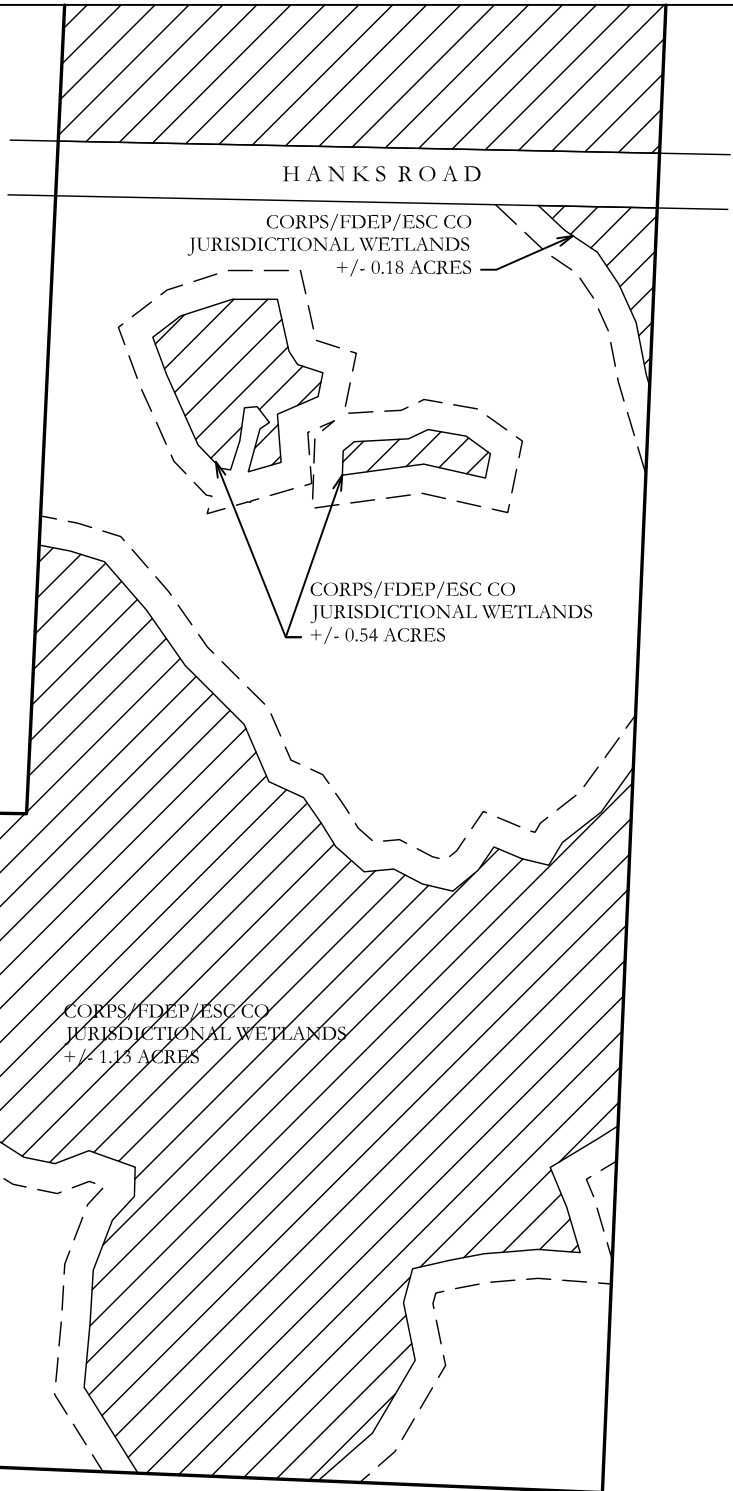 HANKS ROAD
CORPS/FDEP/ESC CO
JURISDICTIONAL WETLANDS
+/- 0.18 ACRES
CORPS/FDEP/ESC CO
JURISDICTIONAL WETLANDS
+/- 0.54 ACRES
CORPS/FDEP/ESC CO
JURISDICTIONAL WETLANDS
+/- 1.13 ACRES